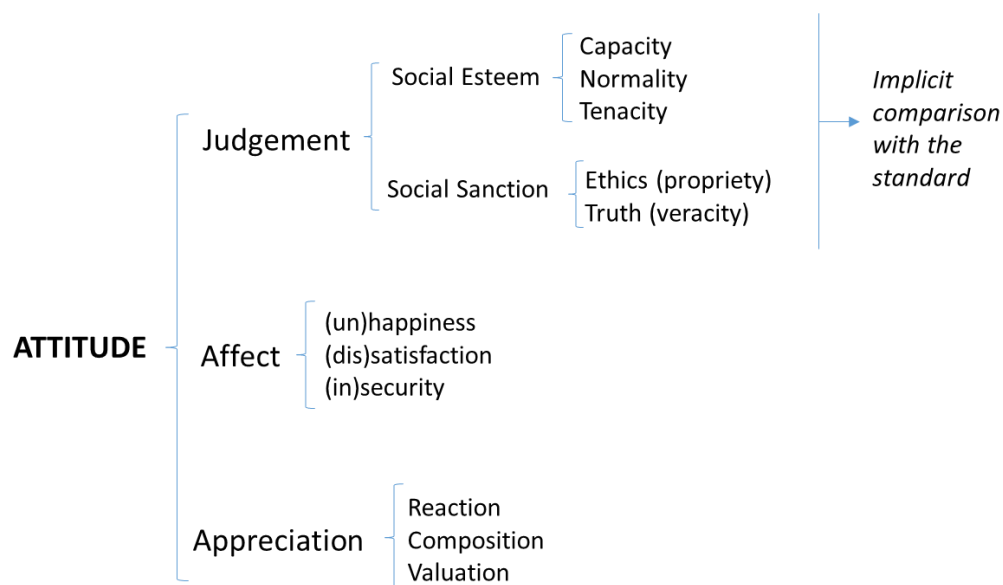 ATTITUDE
Judgement
Social Esteem
Capacity
Normality
Tenacity
Social Sanction
Ethics (propriety)
Truth (veracity)
Implicit
comparison
with the
standard
Affect
(un)happiness
(dis)satisfaction
(in)security
Appreciation
Reaction
Composition
Valuation